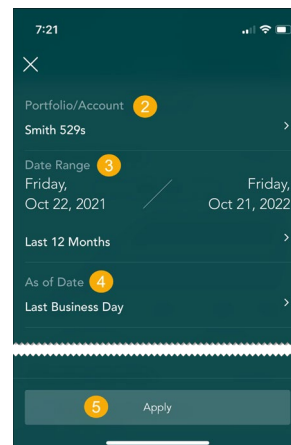 7:21
Portfolio/Account 2
Smith 529s
Date Range 3
Friday, Friday,
Oct 22, 2021 Oct 21, 2022
Last 12 Months
As of Date 4
Last Business Day
5 Apply